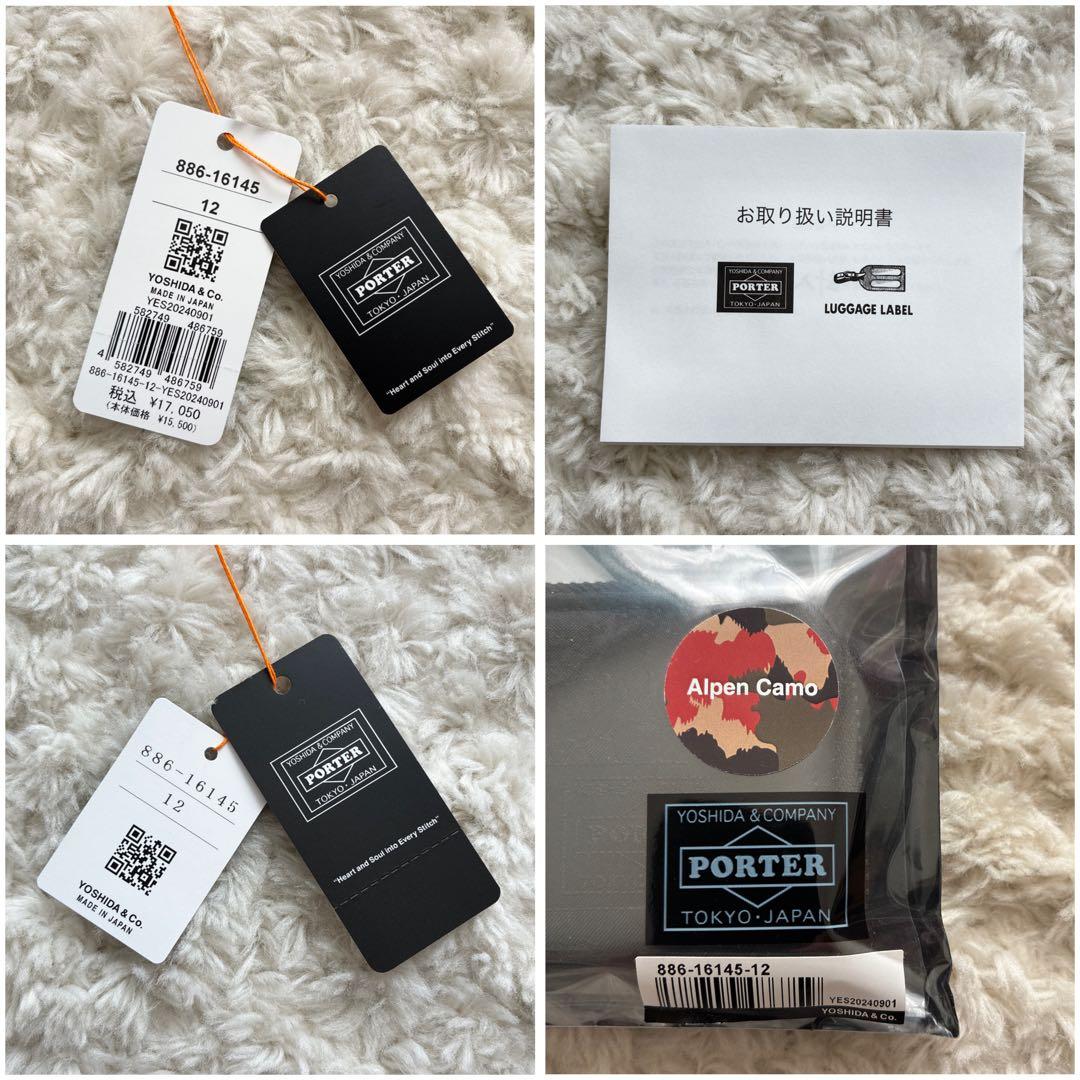 886-16145
12
YOSHIDA & Co.
MADE IN JAPAN
YES20240901
582749 486759
4 582749 486759
886-16145-12-YES20240901
税込 ¥17,050
(本体価格 ¥15,500)
YOSHIDA & COMPANY
PORTER
TOKYO・JAPAN
"Heart and Soul into Every Stitch"
お取り扱い説明書
YOSHIDA & COMPANY
PORTER
TOKYO・JAPAN
LUGGAGE LABEL
886-16145
12
YOSHIDA & Co.
MADE IN JAPAN
YOSHIDA & COMPANY
PORTER
TOKYO・JAPAN
"Heart and Soul into Every Stitch"
Alpen Camo
YOSHIDA & COMPANY
PORTER
TOKYO・JAPAN
886-16145-12
YES20240901
YOSHIDA & Co.